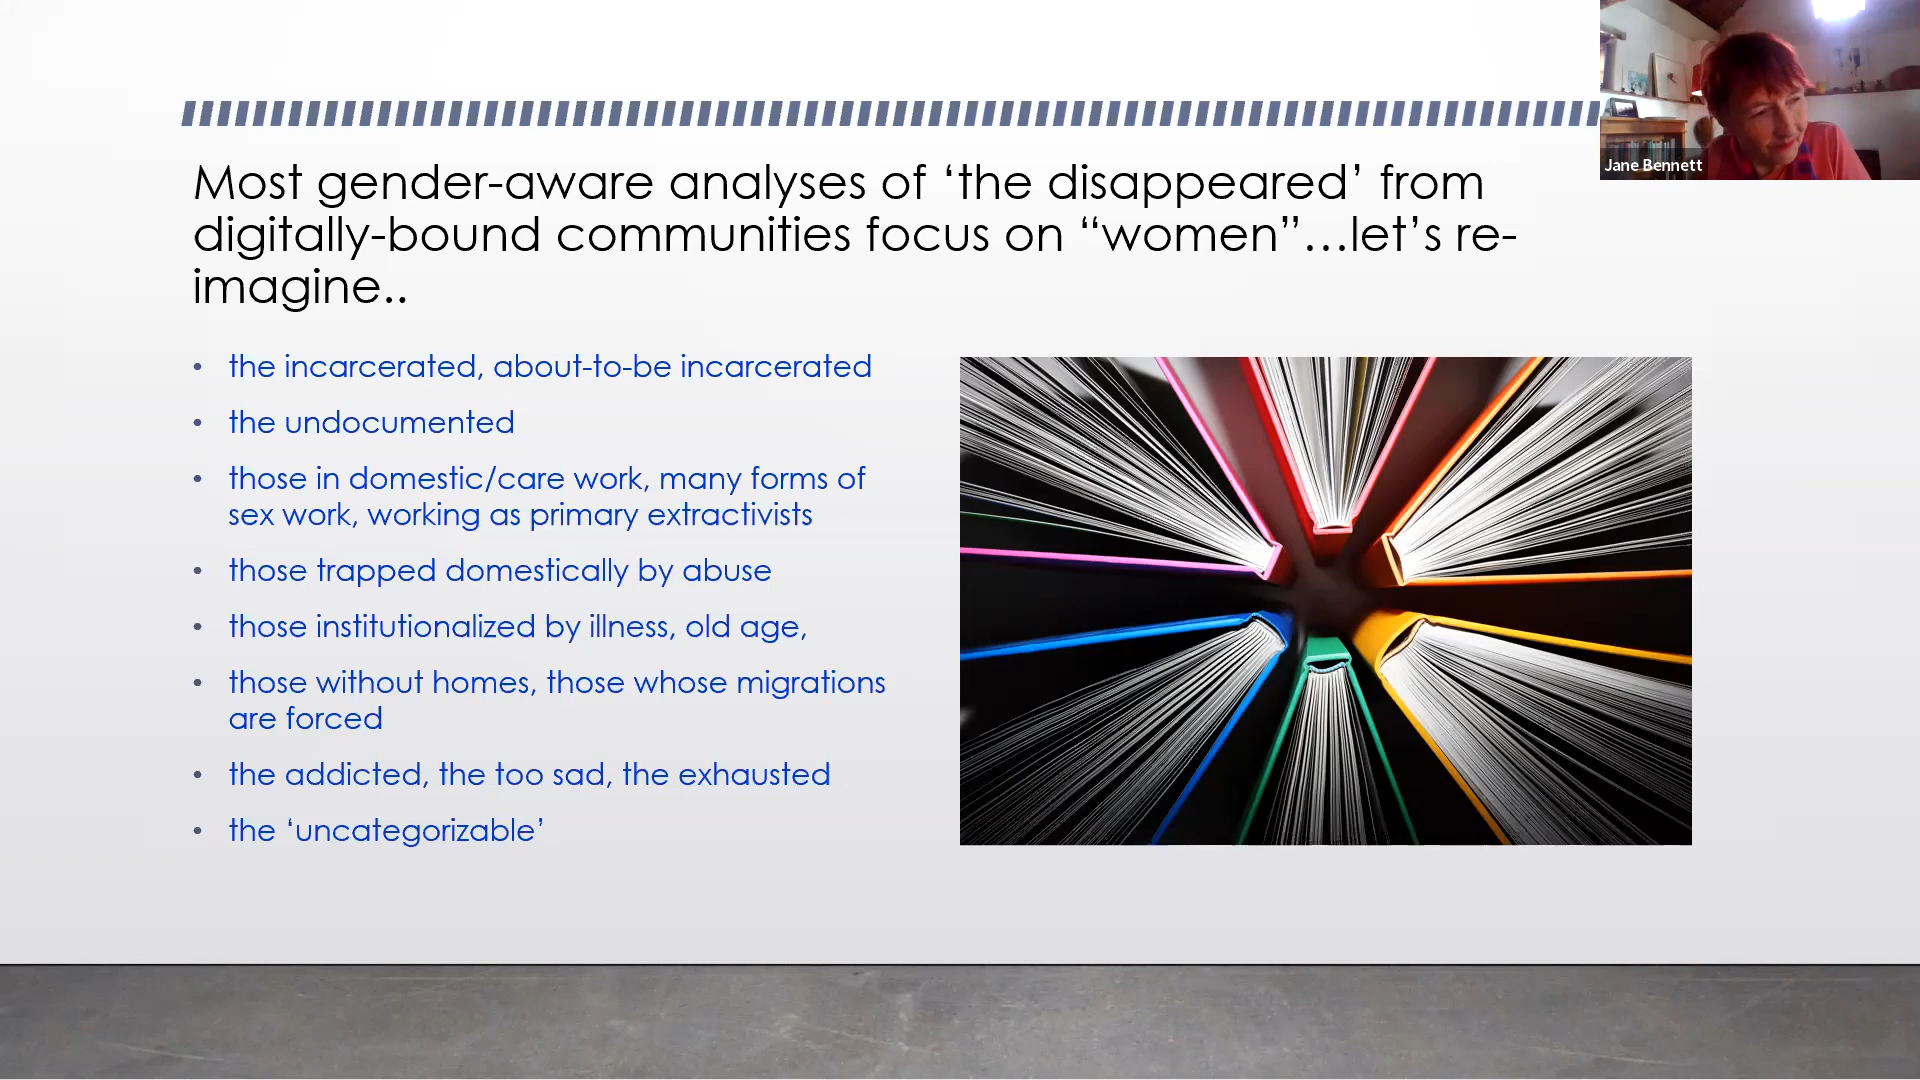 Most gender-aware analyses of ‘the disappeared’ from
digitally-bound communities focus on “women”…let’s re-
imagine..
• the incarcerated, about-to-be incarcerated
• the undocumented
• those in domestic/care work, many forms of
sex work, working as primary extractivists
• those trapped domestically by abuse
• those institutionalized by illness, old age,
• those without homes, those whose migrations
are forced
• the addicted, the too sad, the exhausted
• the ‘uncategorizable’
Jane Bennett